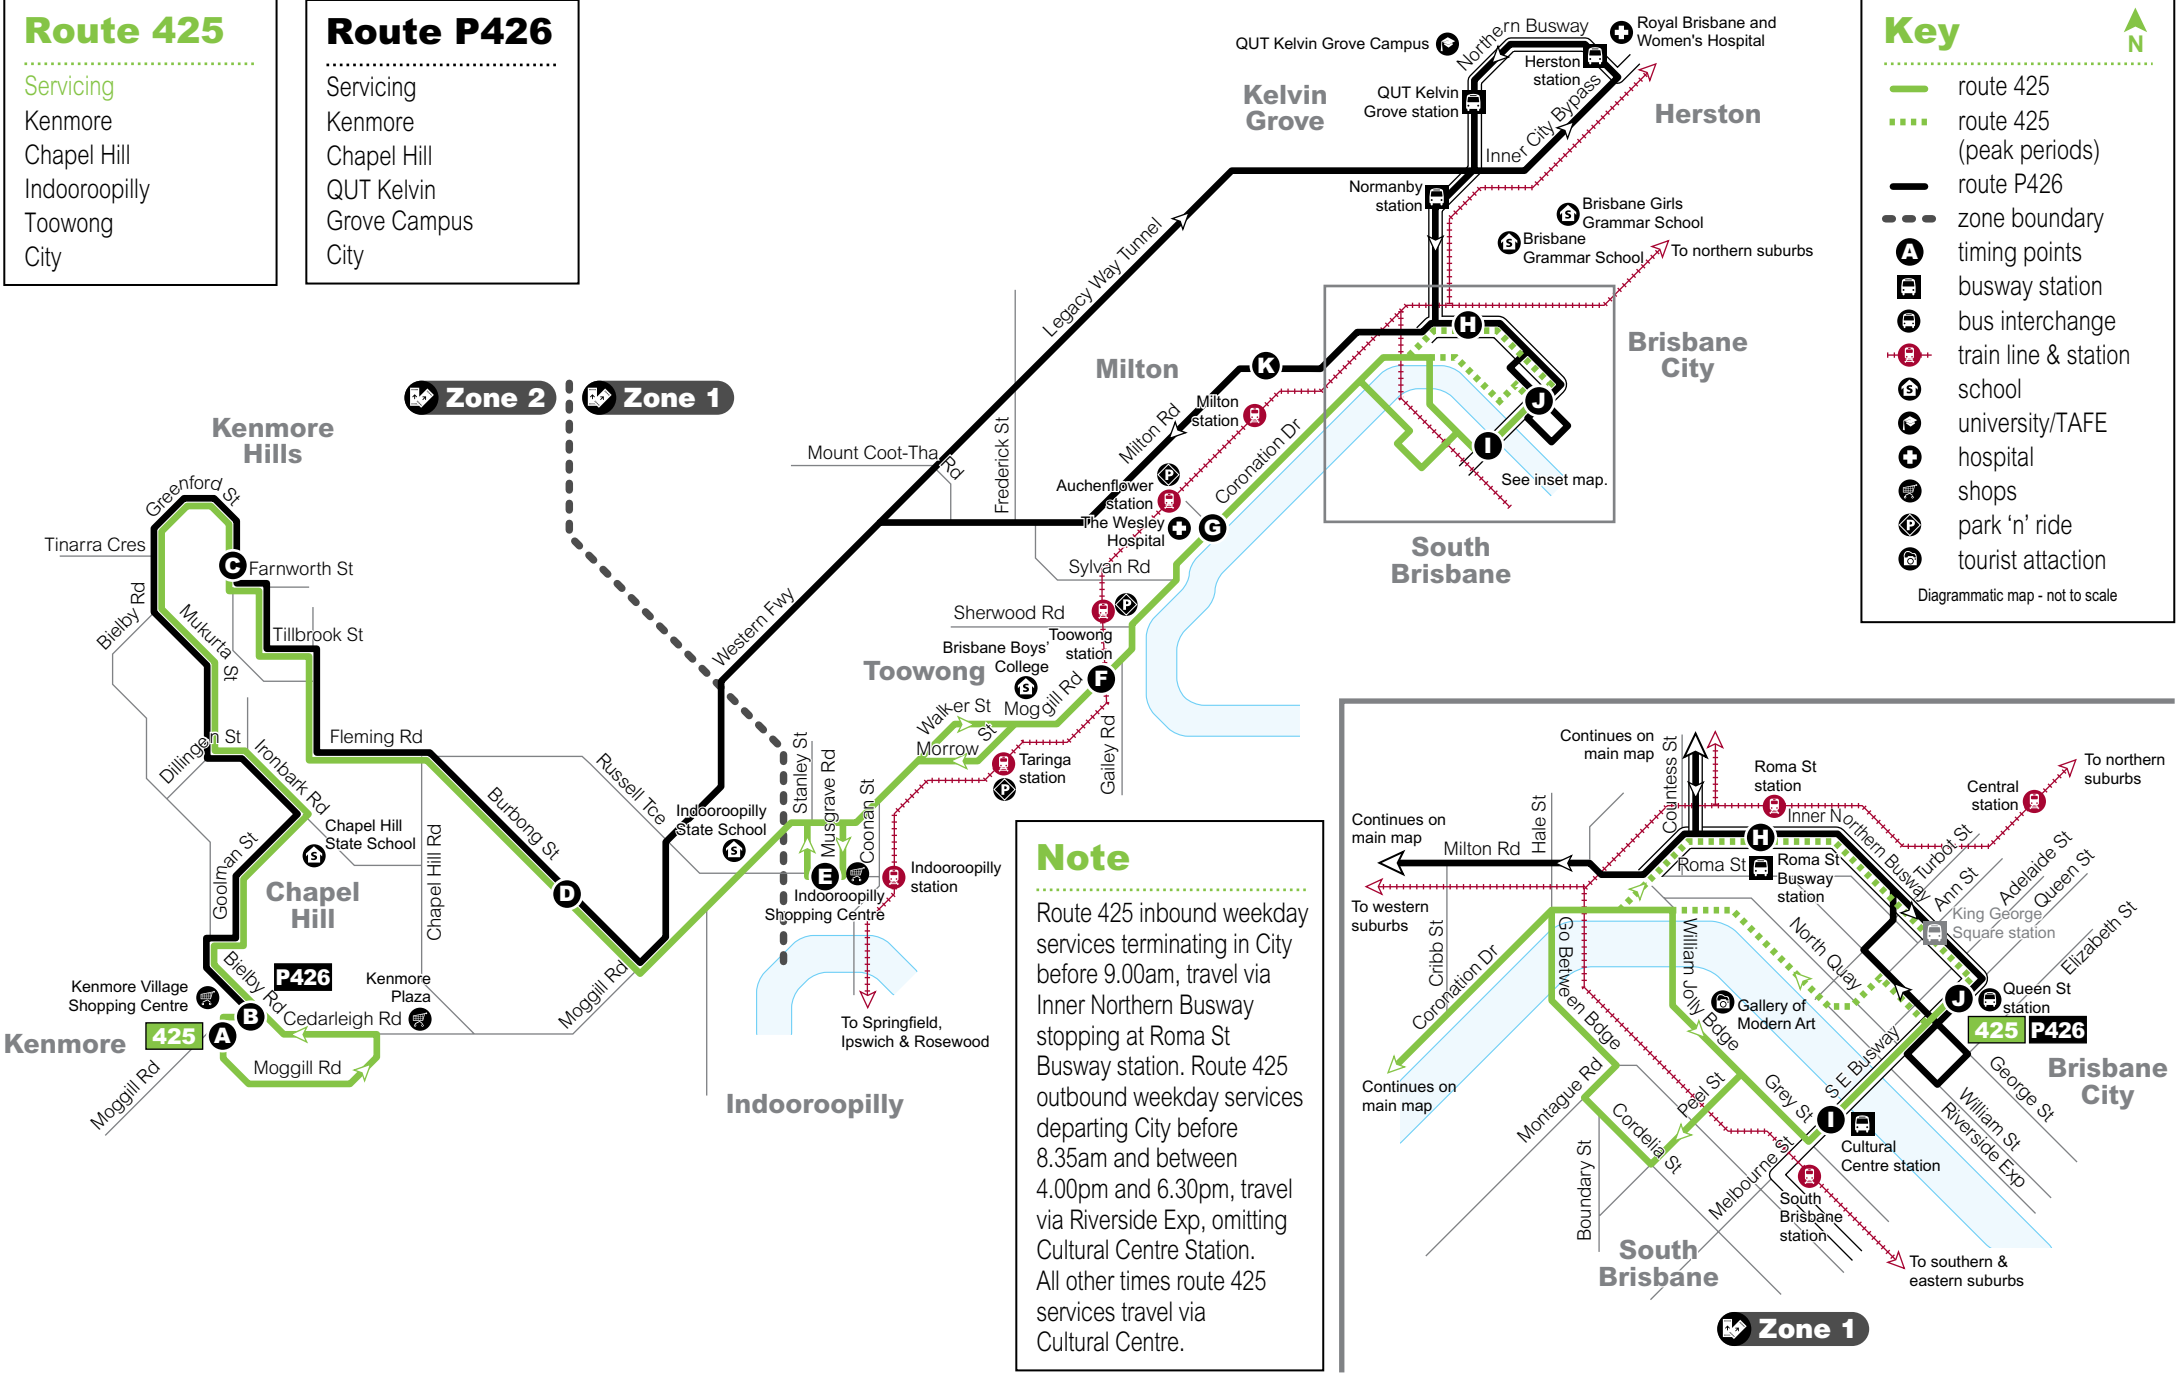 Route 425
Servicing
Kenmore
Chapel Hill
Indooroopilly
Toowong
City
Route P426
Servicing
Kenmore
Chapel Hill
QUT Kelvin
Grove Campus
City
Key
N
route 425
route 425
(peak periods)
route P426
zone boundary
A timing points
busway station
bus interchange
train line & station
school
university/TAFE
hospital
shops
park 'n' ride
tourist attaction
Diagrammatic map - not to scale
QUT Kelvin Grove Campus
Northern Busway
Royal Brisbane and
Women's Hospital
Herston
station
Kelvin
Grove
QUT Kelvin
Grove station
Inner City Bypass
Herston
Normanby
station
Brisbane Girls
Grammar School
Brisbane
Grammar School
To northern suburbs
Legacy Way Tunnel
H
Brisbane
City
Milton
K
J
I
See inset map.
Milton
station
Milton Rd
Coronation Dr
Zone 2
Zone 1
Kenmore
Hills
Mount Coot-Tha Rd
Frederick St
Auchenflower
station
The Wesley
Hospital
G
South
Brisbane
Greenford St
Tinarra Cres
C
Farnworth St
Bielby Rd
Mukurta St
Tillbrook St
Sylvan Rd
Sherwood Rd
Toowong
station
Western Fwy
Brisbane Boys'
College
Toowong
F
Moggill Rd
Walker St
Morrow St
Taringa
station
Gailey Rd
Dillingen St
Ironbark Rd
Fleming Rd
Russell Tce
Stanley St
Musgrave Rd
Coonan St
Burbong St
Indooroopilly
State School
Chapel Hill
State School
Goolman St
Chapel
Hill
Chapel Hill Rd
D
E
Indooroopilly
Shopping Centre
Indooroopilly
station
Bielby Rd
P426
Kenmore
Plaza
Kenmore Village
Shopping Centre
B
Cedarleigh Rd
Moggill Rd
Kenmore
425
A
Moggill Rd
Moggill Rd
To Springfield,
Ipswich & Rosewood
Indooroopilly
Note
Route 425 inbound weekday
services terminating in City
before 9.00am, travel via
Inner Northern Busway
stopping at Roma St
Busway station. Route 425
outbound weekday services
departing City before
8.35am and between
4.00pm and 6.30pm, travel
via Riverside Exp, omitting
Cultural Centre Station.
All other times route 425
services travel via
Cultural Centre.
Continues on
main map
Countess St
Roma St
station
To northern
suburbs
Central
station
Continues on
main map
Hale St
Milton Rd
H
Inner Northern Busway
Roma St
Roma St
Busway
station
Turbot St
Ann St
Adelaide St
Queen St
Elizabeth St
To western
suburbs
Cribb St
King George
Square station
Coronation Dr
Go Between Bdge
William Jolly Bdge
North Quay
Gallery of
Modern Art
J
Queen St
station
425
P426
Continues on
main map
Montague Rd
Peel St
Grey St
S E Busway
Brisbane
City
George St
William St
Riverside Exp
Cordelia St
Boundary St
I
Cultural
Centre station
Melbourne St
South
Brisbane
station
South
Brisbane
To southern &
eastern suburbs
Zone 1